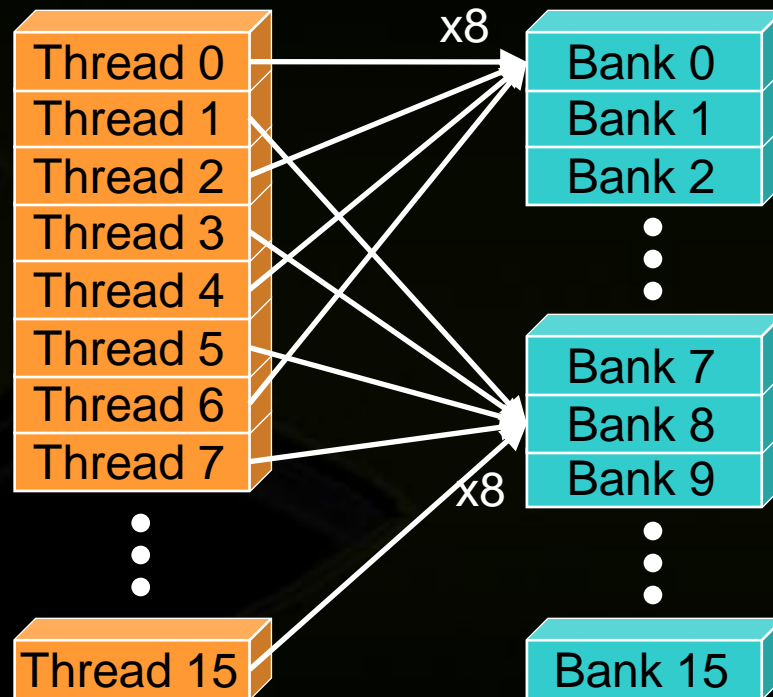 x8
Thread 0
Thread 1
Thread 2
Thread 3
Thread 4
Thread 5
Thread 6
Thread 7
Thread 15
Bank 0
Bank 1
Bank 2
Bank 7
Bank 8
Bank 9
x8
Bank 15